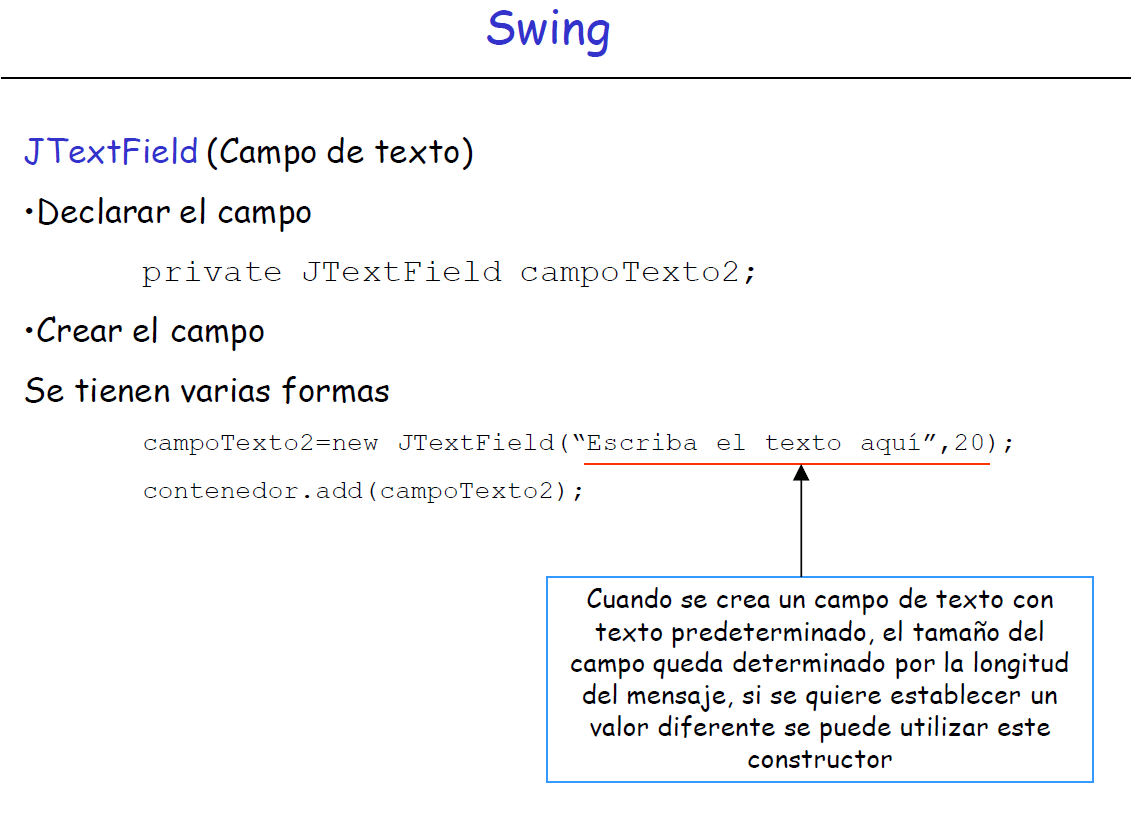 Swing
JTextField (Campo de texto)
•Declarar el campo
private JTextField campoTexto2;
•Crear el campo
Se tienen varias formas
campoTexto2=new JTextField(“Escriba el texto aquí”,20);
contenedor.add(campoTexto2);
Cuando se crea un campo de texto con
texto predeterminado, el tamaño del
campo queda determinado por la longitud
del mensaje, si se quiere establecer un
valor diferente se puede utilizar este
constructor